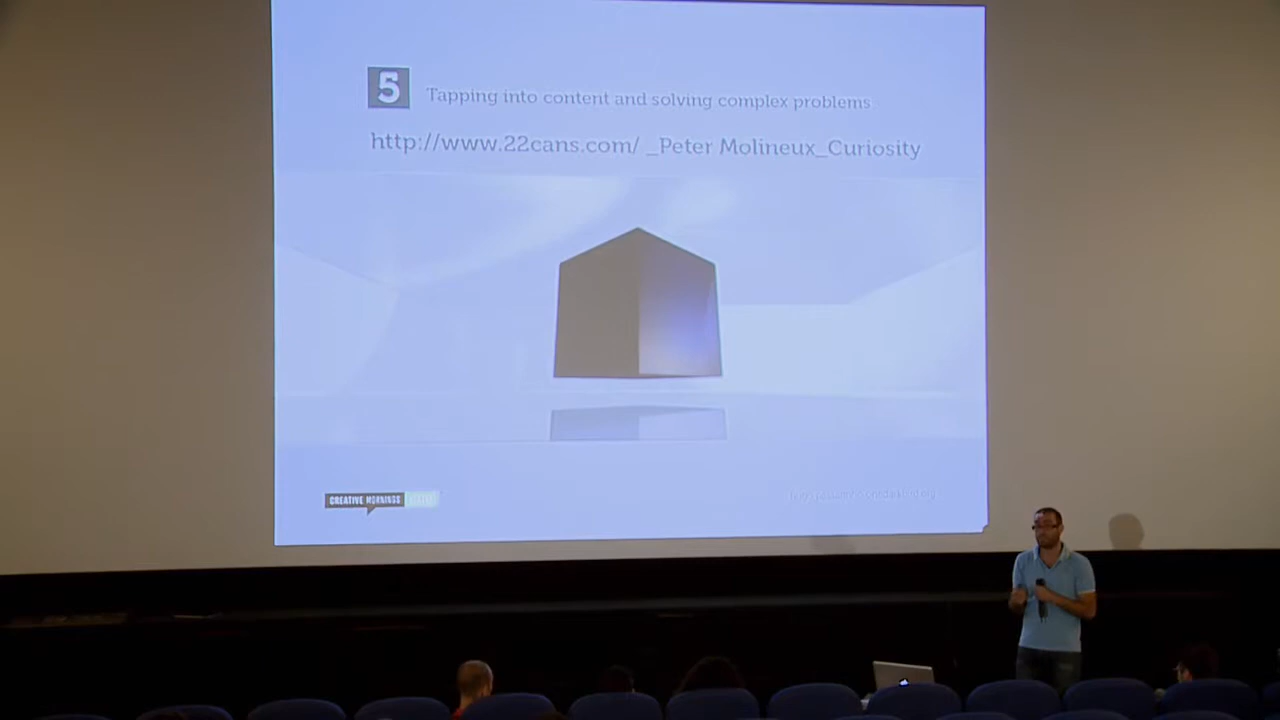 5
Tapping into content and solving complex problems
http://www.22cans.com/ _Peter Molineux_Curiosity
CREATIVE MORNINGS